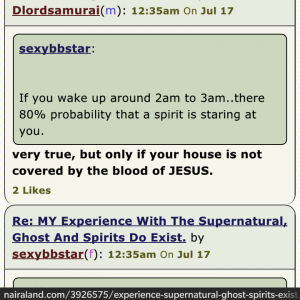 Dlordsamurai(m): 12:35am On Jul 17
sexybbstar:
If you wake up around 2am to 3am..there
80% probability that a spirit is staring at
you.
very true, but only if your house is not
covered by the blood of JESUS.
2 Likes
Re: MY Experience With The Supernatural,
Ghost And Spirits Do Exist. by
sexybbstar(f): 12:35am On Jul 17
nairaland.com/3926575/experience-supernatural-ghost-spirits-exist